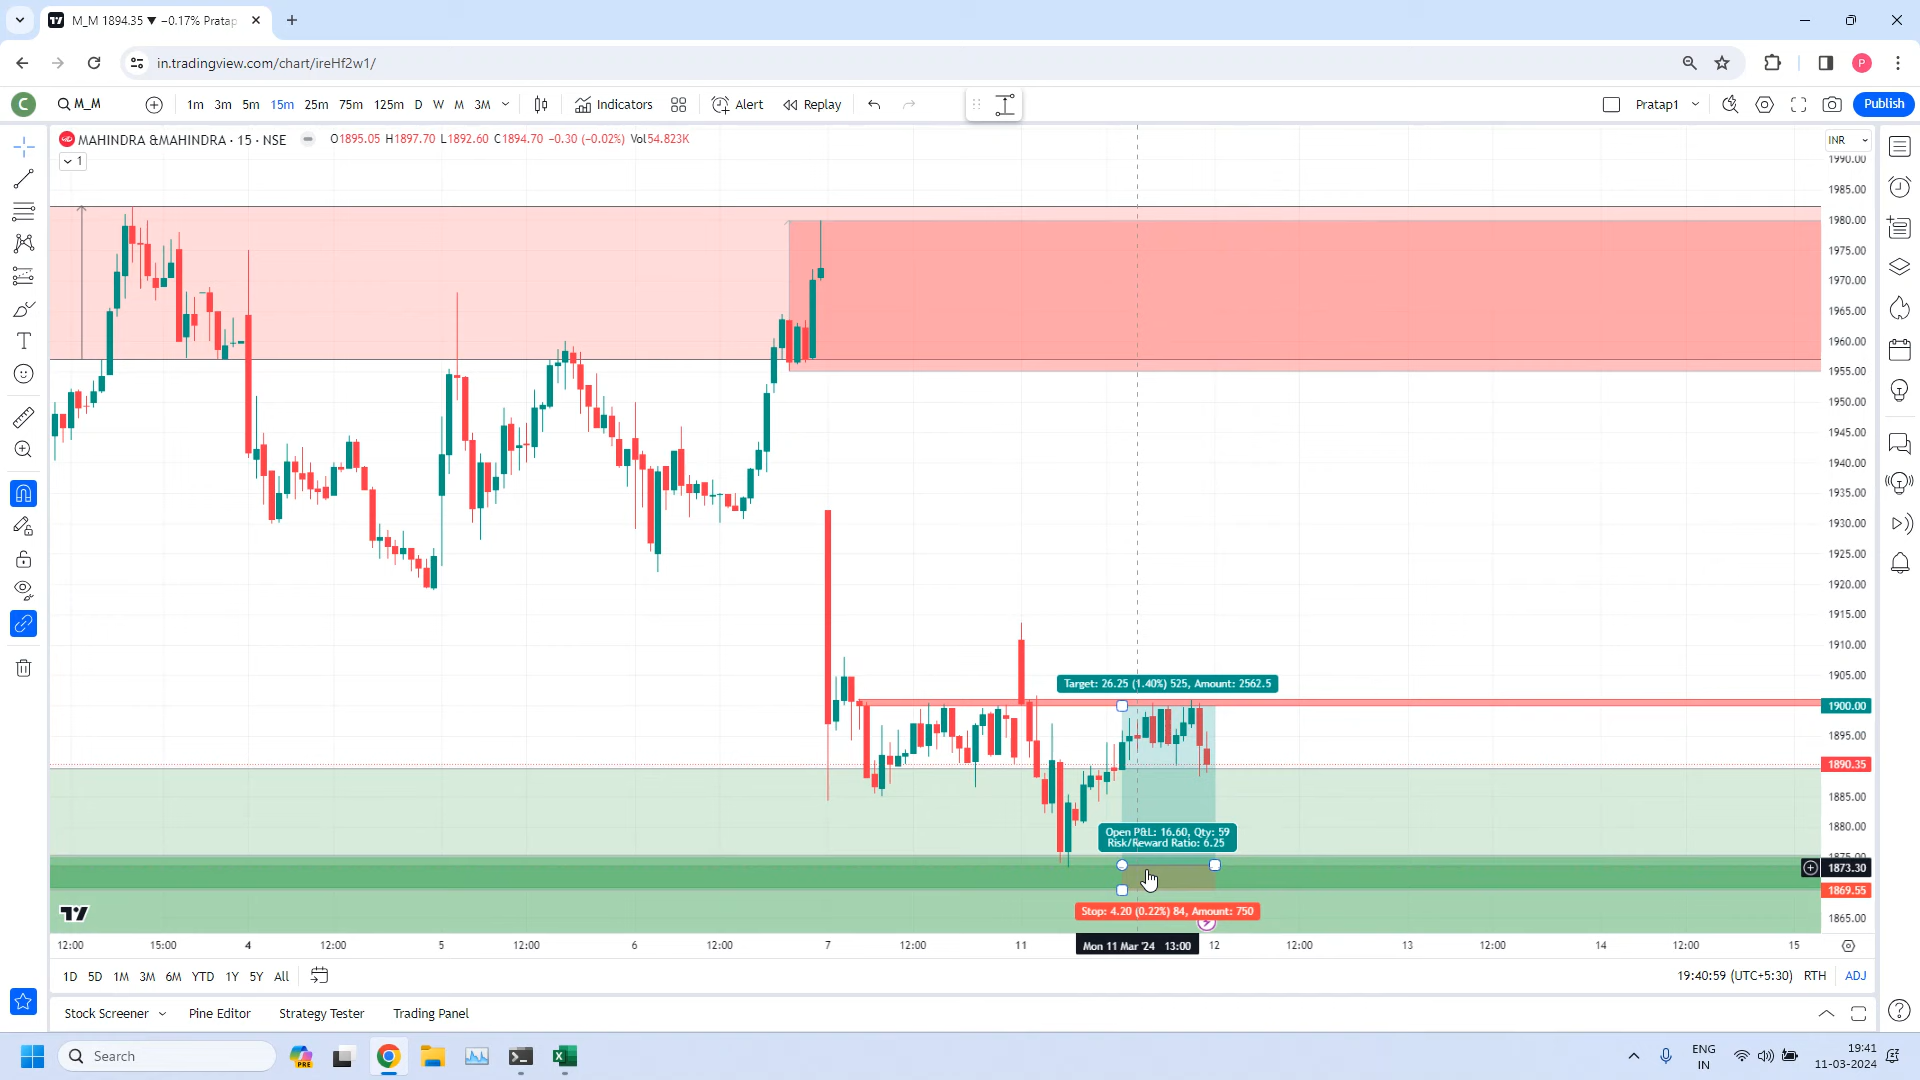 M_M 1894.35 ▼ −0.17% Pratap
in.tradingview.com/chart/ireHf2w1/
P
C
M_M
1m 3m 5m 15m 25m 75m 125m D W M 3M
Indicators
Alert
Replay
Pratap1
Publish
MAHINDRA &MAHINDRA · 15 · NSE
O1895.05 H1897.70 L1892.60 C1894.70 −0.30 (−0.02%) Vol54.823K
1
INR
1990.00
1985.00
1980.00
1975.00
1970.00
1965.00
1960.00
1955.00
1950.00
1945.00
1940.00
1935.00
1930.00
1925.00
1920.00
1915.00
1910.00
1905.00
1900.00
1895.00
1890.35
1885.00
1880.00
1875.00
1873.30
1869.55
1865.00
Target: 26.25 (1.40%) 525, Amount: 2562.5
Open P&L: 16.60, Qty: 59
Risk/Reward Ratio: 6.25
Stop: 4.20 (0.22%) 84, Amount: 750
12:00 15:00 4 12:00 5 12:00 6 12:00 7 12:00 11 Mon 11 Mar '24 13:00 12 12:00 13 12:00 14 12:00 15
1D 5D 1M 3M 6M YTD 1Y 5Y All
19:40:59 (UTC+5:30) RTH ADJ
Stock Screener Pine Editor Strategy Tester Trading Panel
Search
PRE
ENG
IN
19:41
11-03-2024